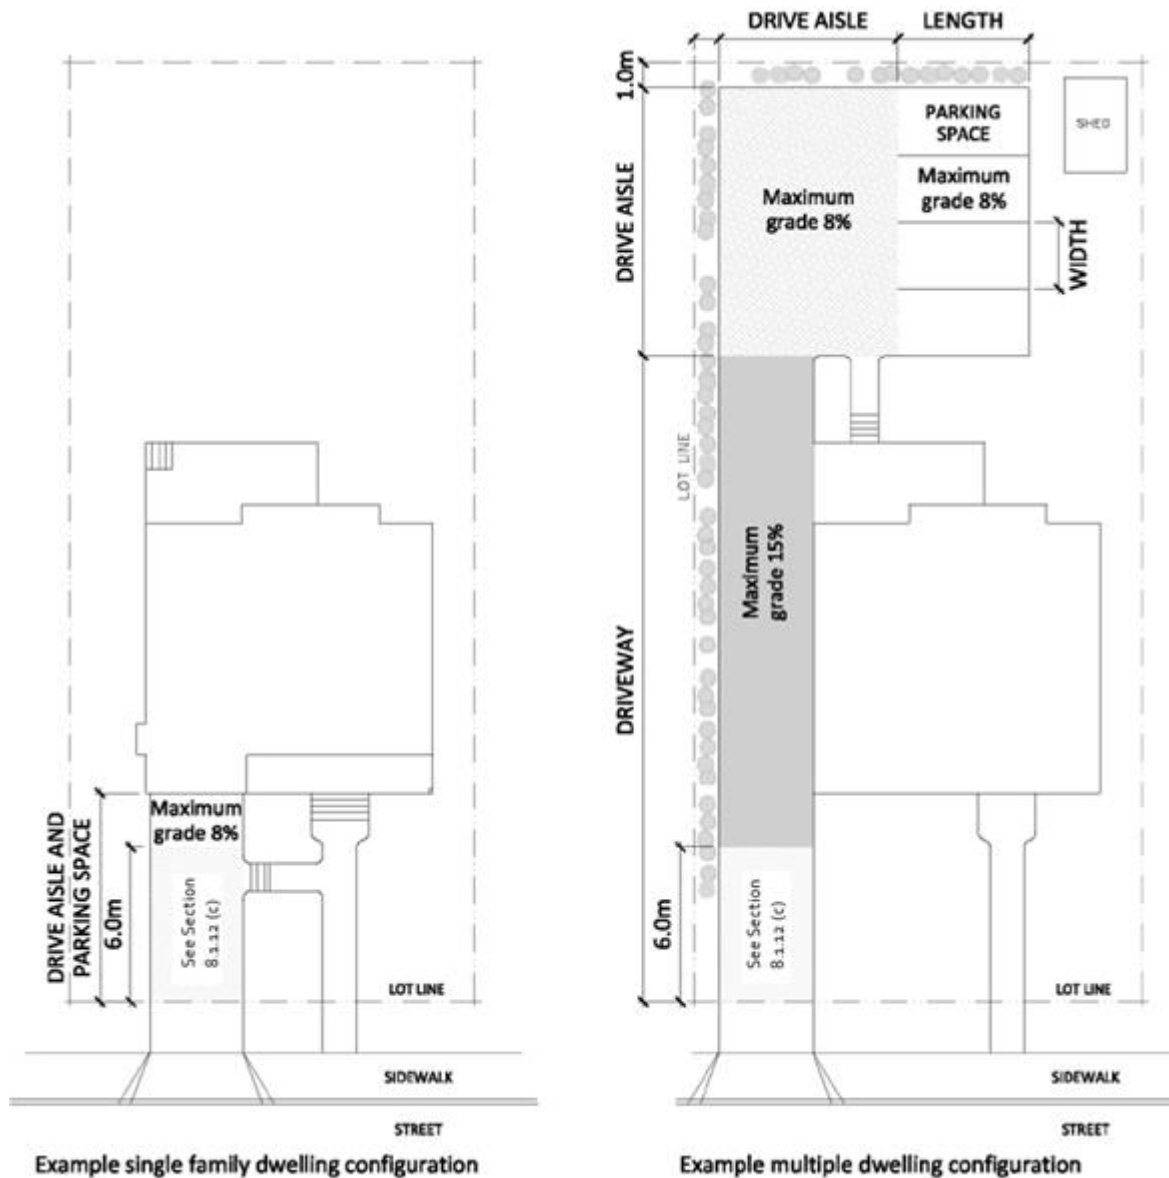 Maximum
grade 8%
DRIVE AISLE AND
PARKING SPACE
6.0m
See Section
8.1.12 (c)
LOT LINE
SIDEWALK
STREET
Example single family dwelling configuration
DRIVE AISLE
LENGTH
1.0m
PARKING
SPACE
SHED
DRIVE AISLE
Maximum
grade 8%
Maximum
grade 8%
WIDTH
LOT LINE
Maximum
grade 15%
DRIVEWAY
6.0m
See Section
8.1.12 (c)
LOT LINE
SIDEWALK
STREET
Example multiple dwelling configuration